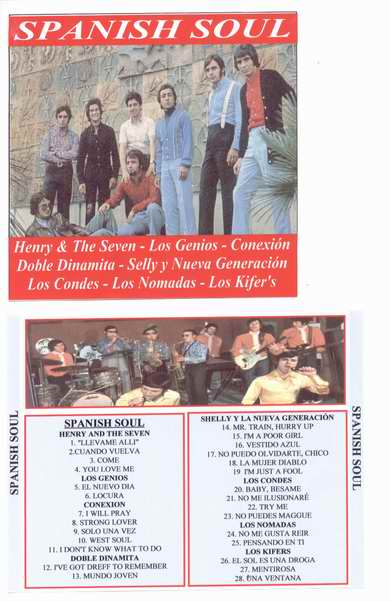 SPANISH SOUL
Henry & The Seven - Los Genios - Conexión
Doble Dinamita - Selly y Nueva Generación
Los Condes - Los Nomadas - Los Kifer's
SPANISH SOUL
SPANISH SOUL
HENRY AND THE SEVEN
1. "LLEVAME ALLI"
2.CUANDO VUELVA
3. COME
4. YOU LOVE ME
LOS GENIOS
5. EL NUEVO DIA
6. LOCURA
CONEXION
7. I WILL PRAY
8. STRONG LOVER
9. SOLO UNA VEZ
10. WEST SOUL
11. I DON'T KNOW WHAT TO DO
DOBLE DINAMITA
12. I'VE GOT DREFF TO REMEMBER
13. MUNDO JOVEN
SHELLY Y LA NUEVA GENERACIÓN
14. MR. TRAIN, HURRY UP
15. I'M A POOR GIRL
16. VESTIDO AZUL
17. NO PUEDO OLVIDARTE, CHICO
18. LA MUJER DIABLO
19 I'M JUST A FOOL
LOS CONDES
20. BABY, BESAME
21. NO ME ILUSIONARÉ
22. TRY ME
23. NO PUEDES MAGGUE
LOS NOMADAS
24. NO ME GUSTA REIR
25. PENSANDO EN TI
LOS KIFERS
26. EL SOL ES UNA DROGA
27. MENTIROSA
28. UNA VENTANA
SPANISH SOUL